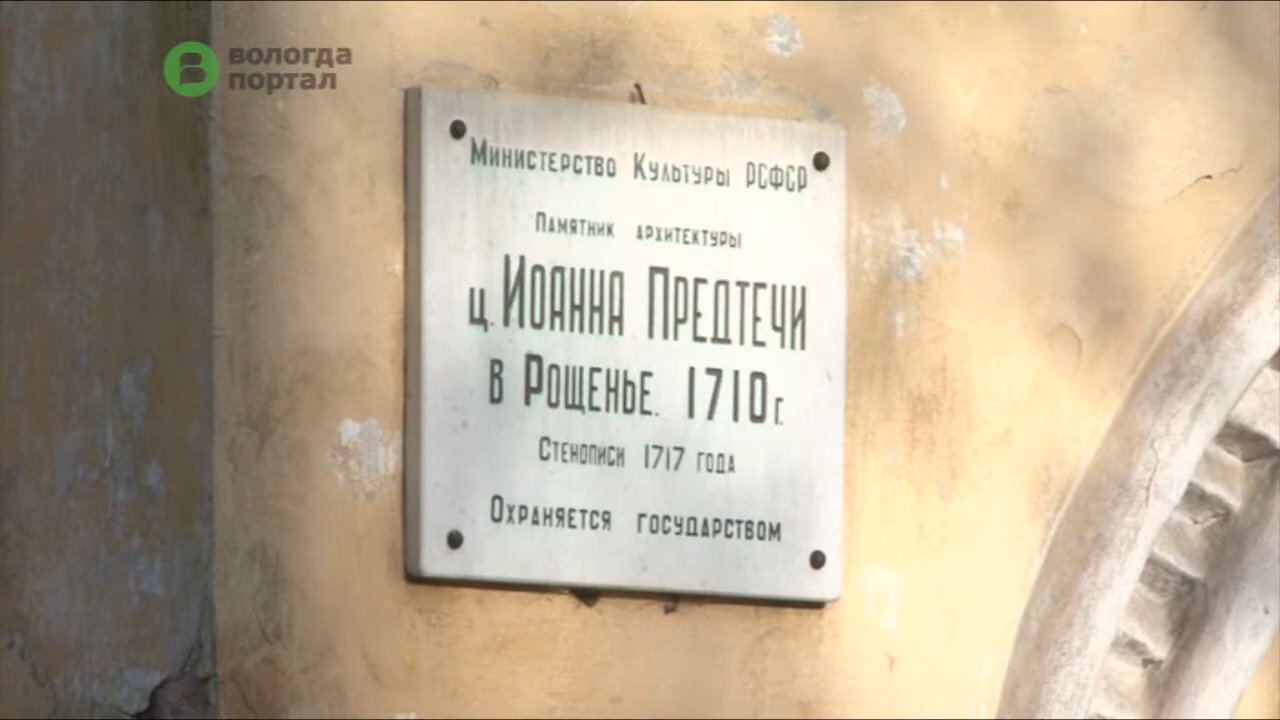 вологда
портал
Министерство Культуры РСФСР
Памятник архитектуры
ц. Иоанна Предтечи
в Рощенье. 1710 г.
Стенописи 1717 года
Охраняется государством